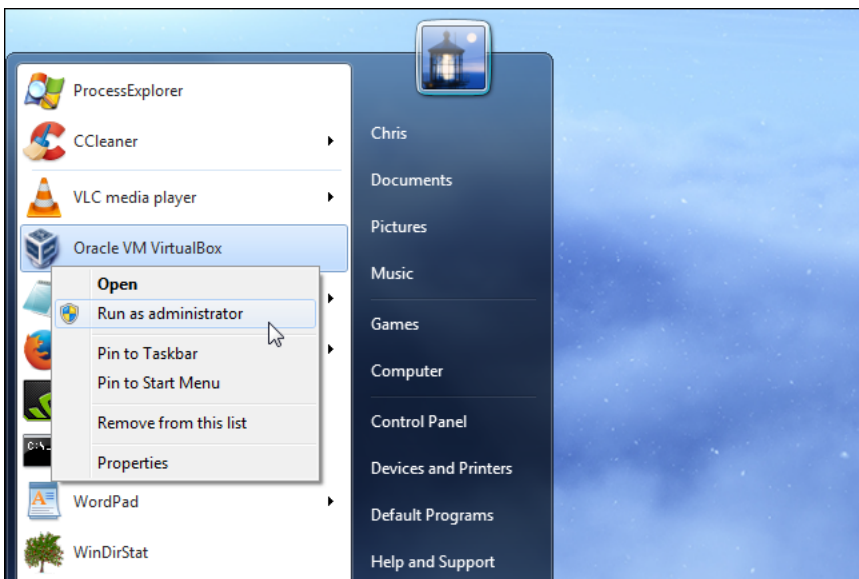 ProcessExplorer
CCleaner
VLC media player
Oracle VM VirtualBox
Open
Run as administrator
Pin to Taskbar
Pin to Start Menu
Remove from this list
Properties
C:\
WordPad
WinDirStat
Chris
Documents
Pictures
Music
Games
Computer
Control Panel
Devices and Printers
Default Programs
Help and Support